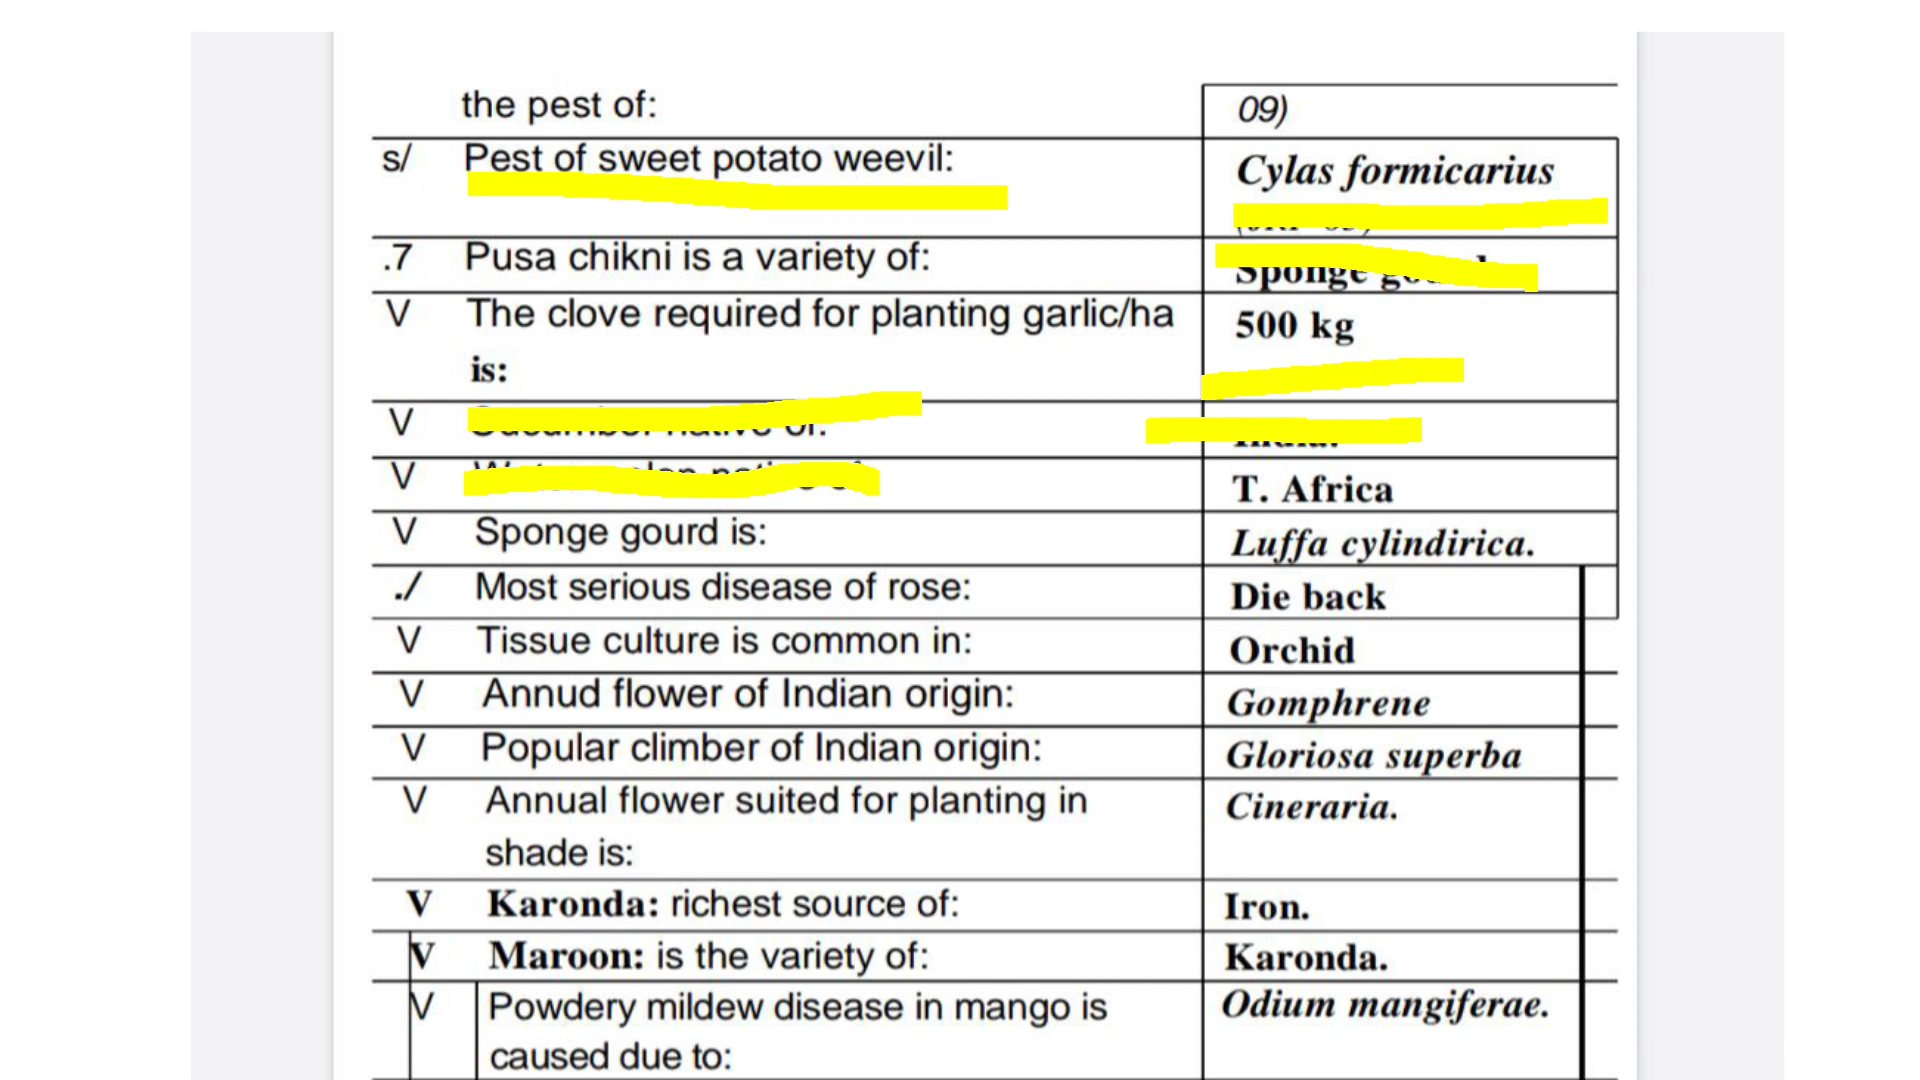 the pest of: 09)
s/ Pest of sweet potato weevil: Cylas formicarius
.7 Pusa chikni is a variety of: Sponge
V The clove required for planting garlic/ha 500 kg
is:
V native of: India.
V T. Africa
V Sponge gourd is: Luffa cylindirica.
./ Most serious disease of rose: Die back
V Tissue culture is common in: Orchid
V Annud flower of Indian origin: Gomphrene
V Popular climber of Indian origin: Gloriosa superba
V Annual flower suited for planting in Cineraria.
shade is:
V Karonda: richest source of: Iron.
V Maroon: is the variety of: Karonda.
V Powdery mildew disease in mango is Odium mangiferae.
caused due to: